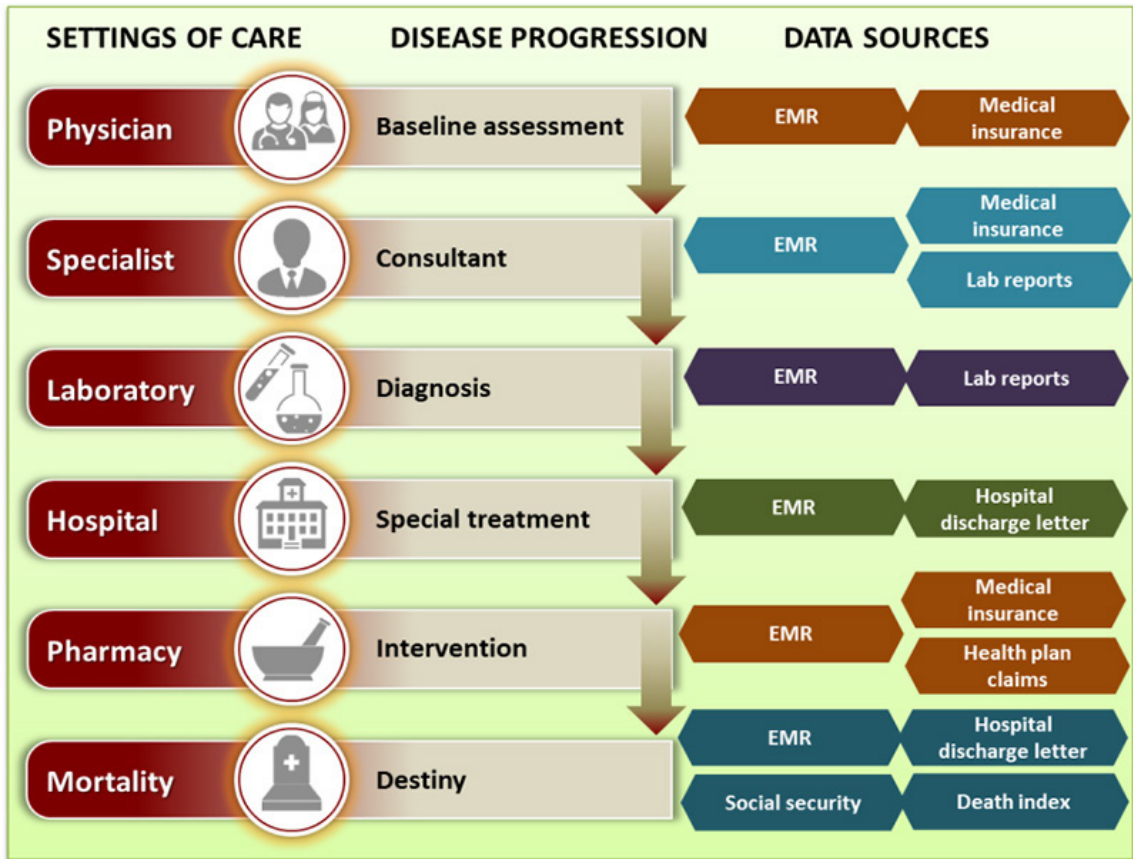 SETTINGS OF CARE
DISEASE PROGRESSION
DATA SOURCES
Physician
Baseline assessment
EMR
Medical
insurance
Specialist
Consultant
EMR
Medical
insurance
Lab reports
Laboratory
Diagnosis
EMR
Lab reports
Hospital
Special treatment
EMR
Hospital
discharge letter
Pharmacy
Intervention
EMR
Medical
insurance
Health plan
claims
Mortality
Destiny
EMR
Hospital
discharge letter
Social security
Death index